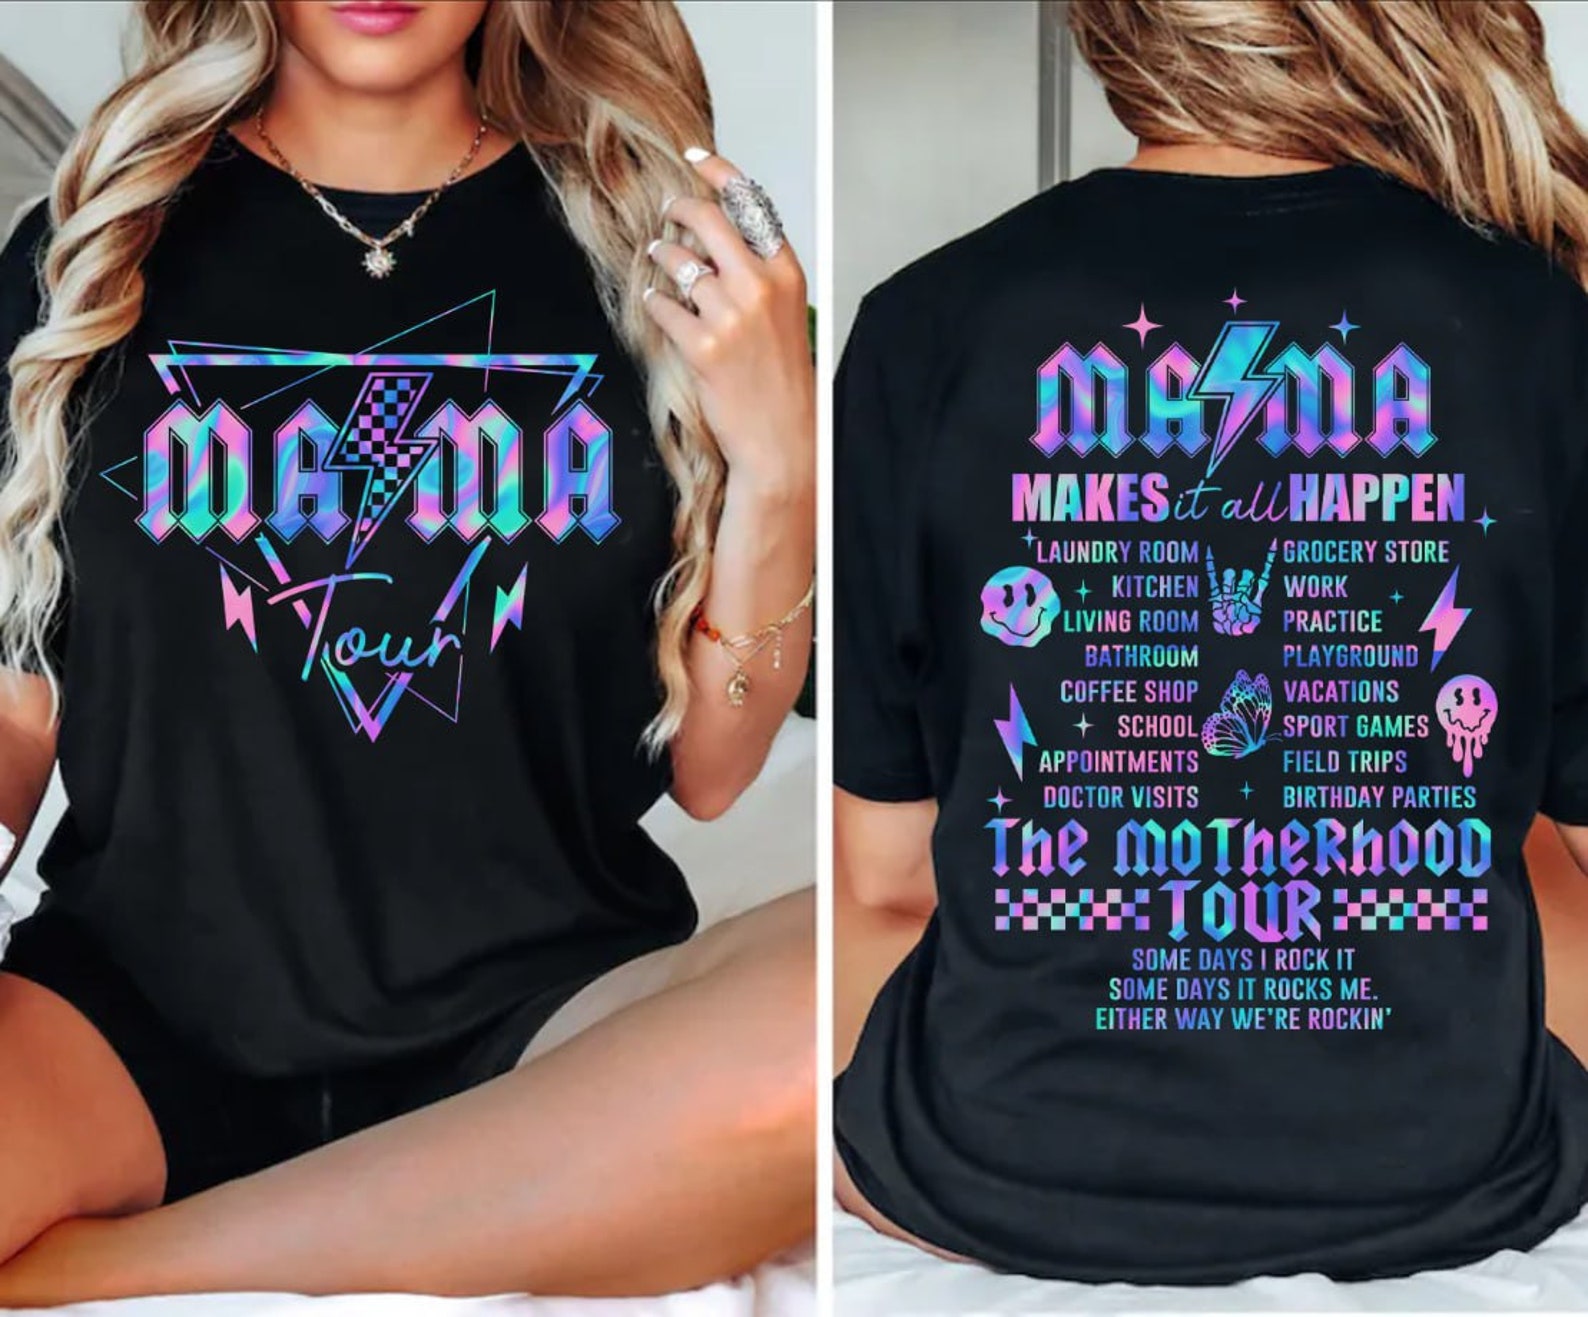 MAMA
Tour
MAMA
MAKES it all HAPPEN
LAUNDRY ROOM GROCERY STORE
KITCHEN WORK
LIVING ROOM PRACTICE
BATHROOM PLAYGROUND
COFFEE SHOP VACATIONS
SCHOOL SPORT GAMES
APPOINTMENTS FIELD TRIPS
DOCTOR VISITS BIRTHDAY PARTIES
The MOTheRhOOD
TOUR
SOME DAYS I ROCK IT
SOME DAYS IT ROCKS ME.
EITHER WAY WE'RE ROCKIN'